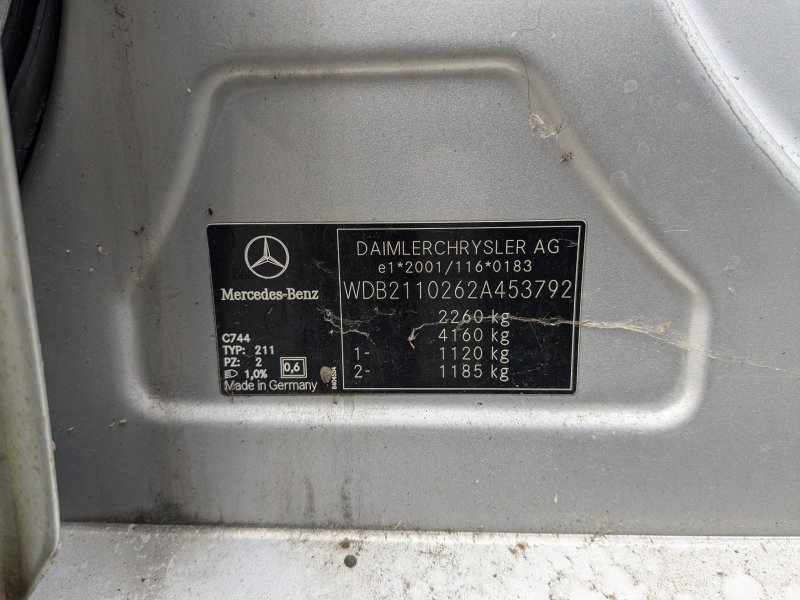 Mercedes-Benz
C744
TYP: 211
PZ: 2
1,0%
0,6
Made in Germany
DAIMLERCHRYSLER AG
e1*2001/116*0183
WDB2110262A453792
2260 kg
4160 kg
1- 1120 kg
2- 1185 kg